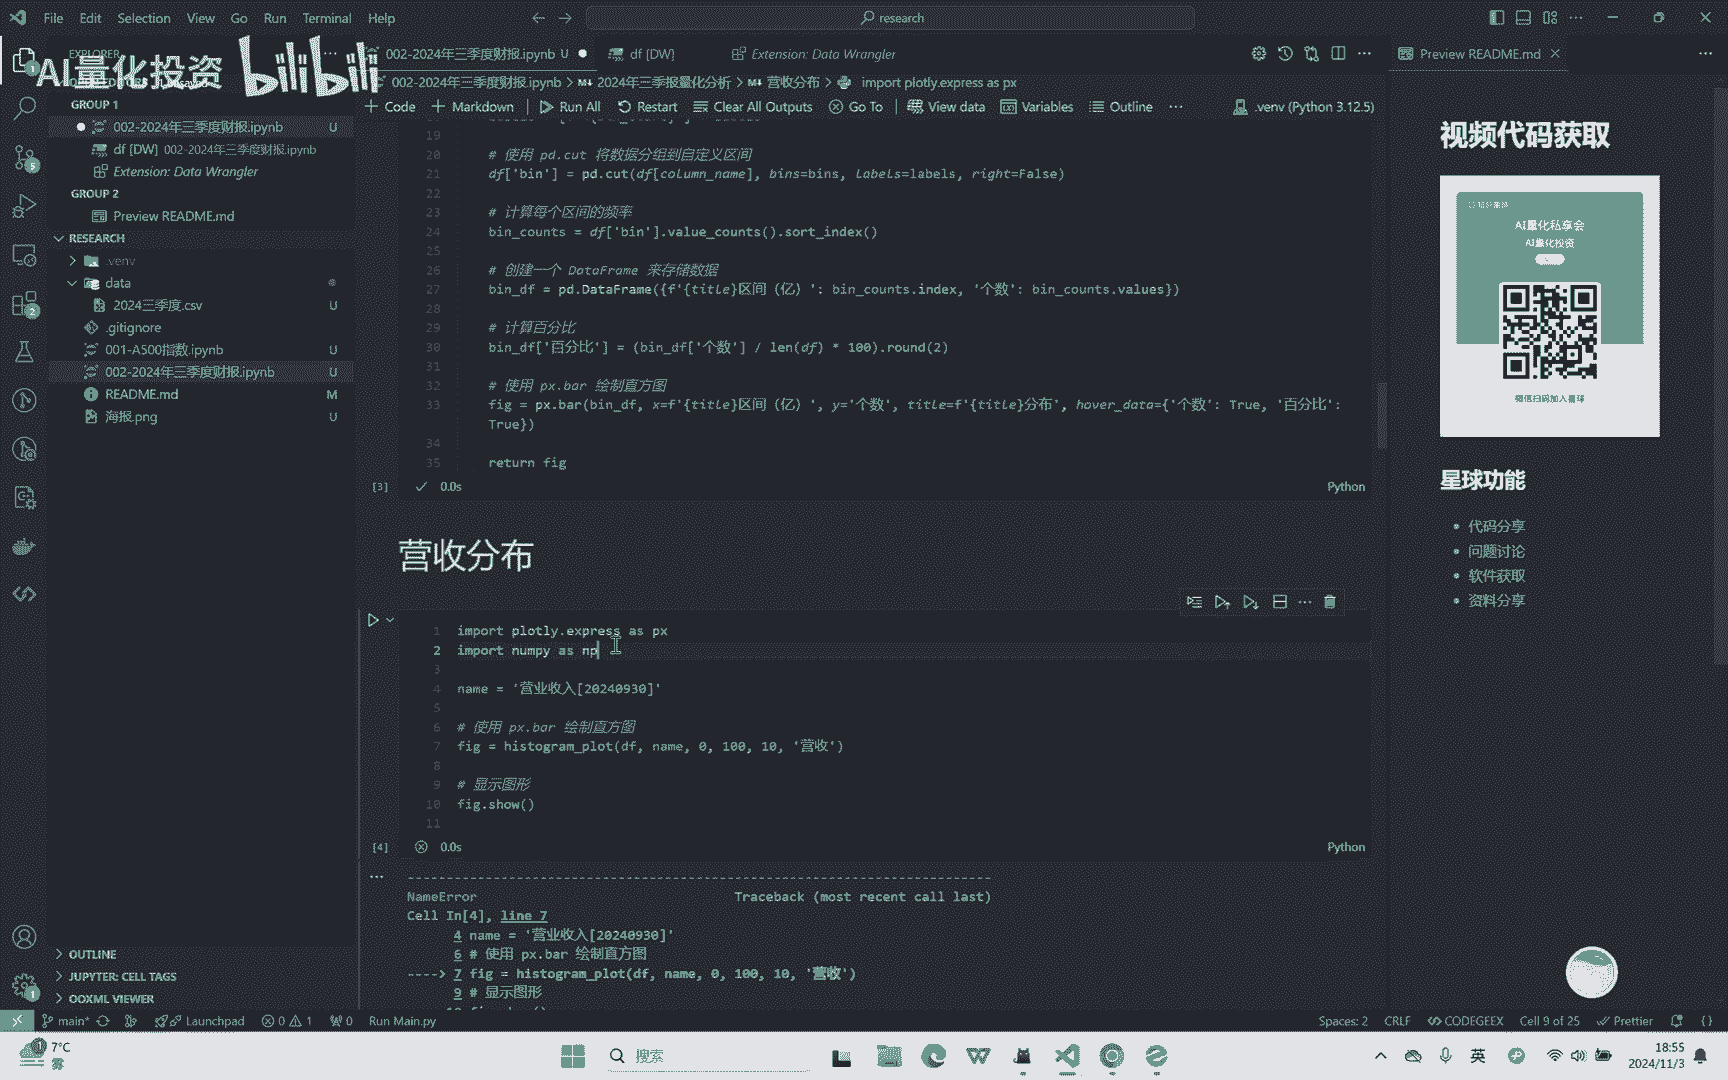 File Edit Selection View Go Run Terminal Help
research
EXPLORER
AI量化投资 bilibili
GROUP 1
002-2024年三季度财报.ipynb U
df [DW] 002-2024年三季度财报.ipynb
Extension: Data Wrangler
GROUP 2
Preview README.md
RESEARCH
.venv
data
2024三季度.csv U
.gitignore
001-A500指数.ipynb U
002-2024年三季度财报.ipynb U
README.md M
海报.png U
OUTLINE
JUPYTER: CELL TAGS
OOXML VIEWER
002-2024年三季度财报.ipynb U
df [DW]
Extension: Data Wrangler
002-2024年三季度财报.ipynb > 2024年三季报量化分析 > 营收分布 > import plotly.express as px
+ Code + Markdown Run All Restart Clear All Outputs Go To View data Variables Outline ... .venv (Python 3.12.5)
19
20 # 使用 pd.cut 将数据分组到自定义区间
21 df['bin'] = pd.cut(df[column_name], bins=bins, labels=labels, right=False)
22
23 # 计算每个区间的频率
24 bin_counts = df['bin'].value_counts().sort_index()
25
26 # 创建一个 DataFrame 来存储数据
27 bin_df = pd.DataFrame({f'{title}区间（亿）': bin_counts.index, '个数': bin_counts.values})
28
29 # 计算百分比
30 bin_df['百分比'] = (bin_df['个数'] / len(df) * 100).round(2)
31
32 # 使用 px.bar 绘制直方图
33 fig = px.bar(bin_df, x=f'{title}区间（亿）', y='个数', title=f'{title}分布', hover_data={'个数': True, '百分比':
True})
34
35 return fig
[3] 0.0s Python
营收分布
1 import plotly.express as px
2 import numpy as np
3
4 name = '营业收入[20240930]'
5
6 # 使用 px.bar 绘制直方图
7 fig = histogram_plot(df, name, 0, 100, 10, '营收')
8
9 # 显示图形
10 fig.show()
11
[4] 0.0s Python
---------------------------------------------------------------------------
NameError Traceback (most recent call last)
Cell In[4], line 7
4 name = '营业收入[20240930]'
6 # 使用 px.bar 绘制直方图
----> 7 fig = histogram_plot(df, name, 0, 100, 10, '营收')
9 # 显示图形
Preview README.md
视频代码获取
AI量化私享会
AI量化投资
微信扫码加入星球
星球功能
• 代码分享
• 问题讨论
• 软件获取
• 资料分享
main* Launchpad 0 1 0 Run Main.py
Spaces: 2 CRLF CODEGEEX Cell 9 of 25 Prettier
7°C
雾
搜索
英
18:55
2024/11/3